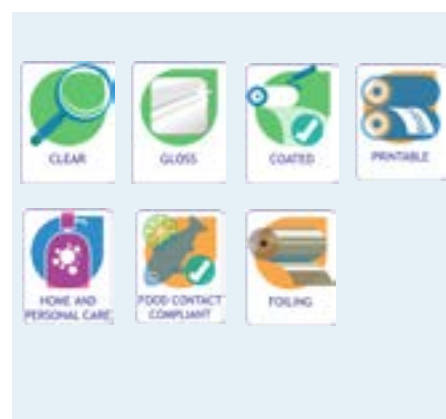 CLEAR
GLOSS
COATED
PRINTABLE
HOME AND
PERSONAL CARE
FOOD CONTACT
COMPLIANT
FOILING